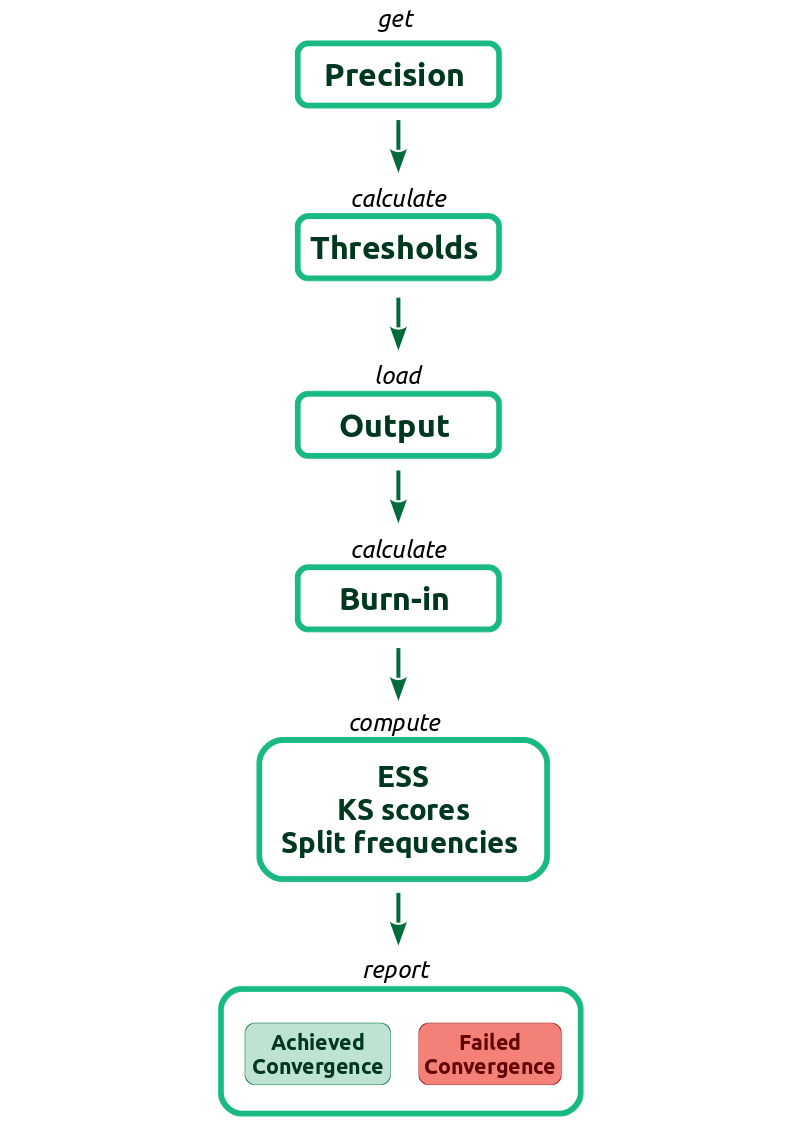 get
Precision
calculate
Thresholds
load
Output
calculate
Burn-in
compute
ESS
KS scores
Split frequencies
report
Achieved
Convergence
Failed
Convergence